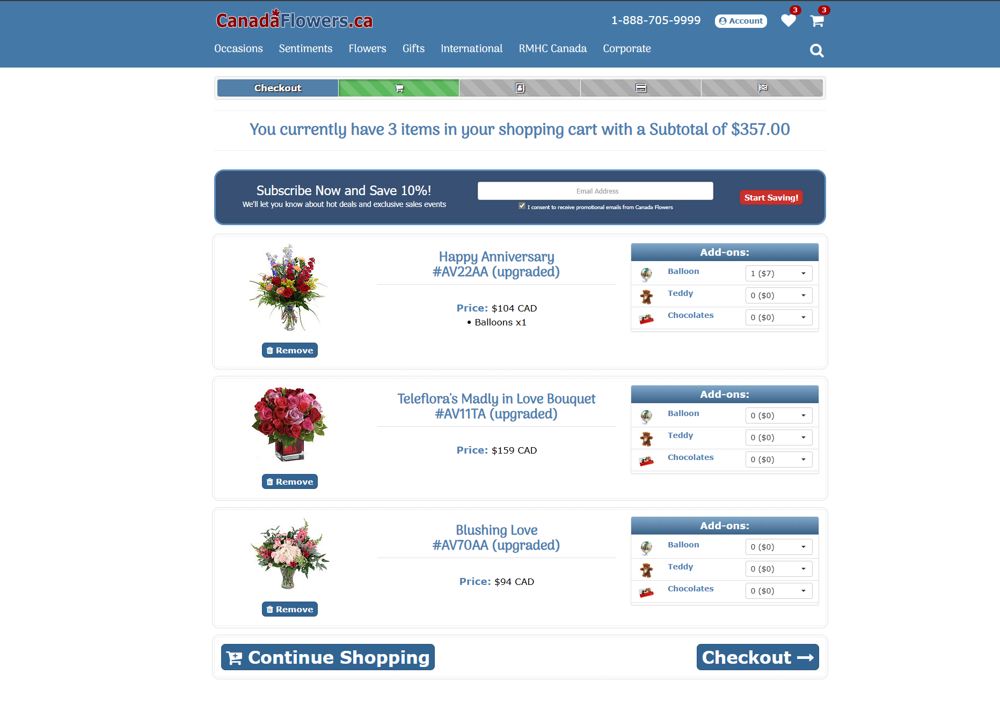 CanadaFlowers.ca
1-888-705-9999
Account
3
3
Occasions Sentiments Flowers Gifts International RMHC Canada Corporate
Checkout
You currently have 3 items in your shopping cart with a Subtotal of $357.00
Subscribe Now and Save 10%!
We'll let you know about hot deals and exclusive sales events
Email Address
I consent to receive promotional emails from Canada Flowers
Start Saving!
Happy Anniversary
#AV22AA (upgraded)
Price: $104 CAD
• Balloons x1
Remove
Add-ons:
Balloon 1 ($7)
Teddy 0 ($0)
Chocolates 0 ($0)
Teleflora's Madly in Love Bouquet
#AV11TA (upgraded)
Price: $159 CAD
Remove
Add-ons:
Balloon 0 ($0)
Teddy 0 ($0)
Chocolates 0 ($0)
Blushing Love
#AV70AA (upgraded)
Price: $94 CAD
Remove
Add-ons:
Balloon 0 ($0)
Teddy 0 ($0)
Chocolates 0 ($0)
Continue Shopping
Checkout